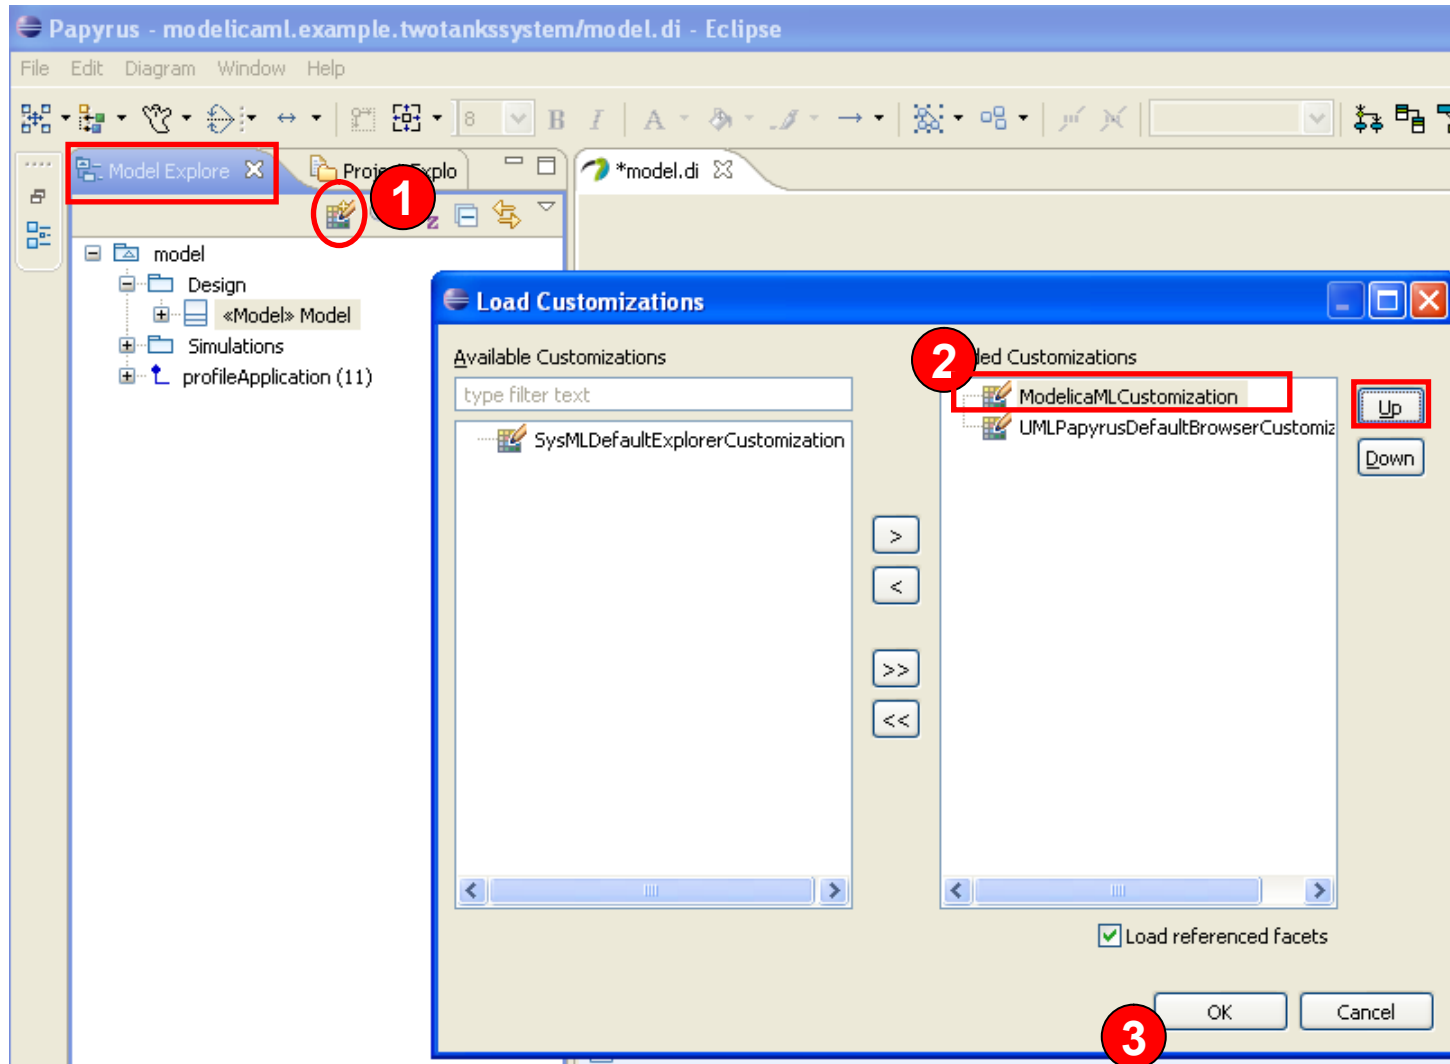 Papyrus - modelicaml.example.twotankssystem/model.di - Eclipse
File Edit Diagram Window Help
8 B I A
Model Explore Project Explo *model.di
1
z
model
Design
«Model» Model
Simulations
profileApplication (11)
Load Customizations
Available Customizations
2 ded Customizations
type filter text
SysMLDefaultExplorerCustomization
ModelicaMLCustomization
UMLPapyrusDefaultBrowserCustomiz
Up
Down
>
<
>>
<<
Load referenced facets
OK Cancel
3